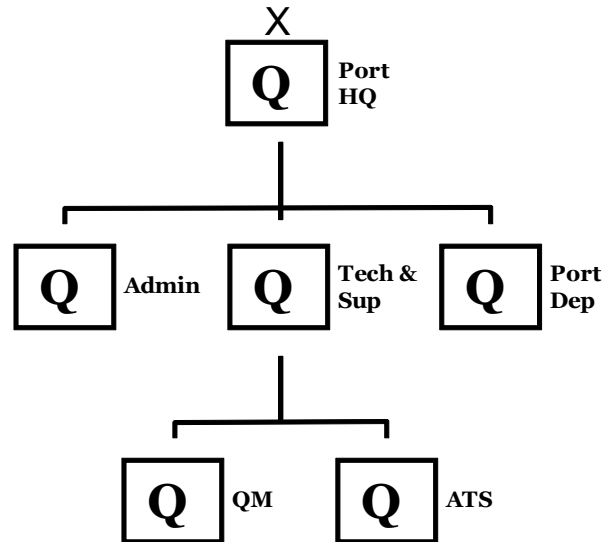 X
Q Port
HQ
Q Admin Q Tech &
Sup Q Port
Dep
Q QM Q ATS